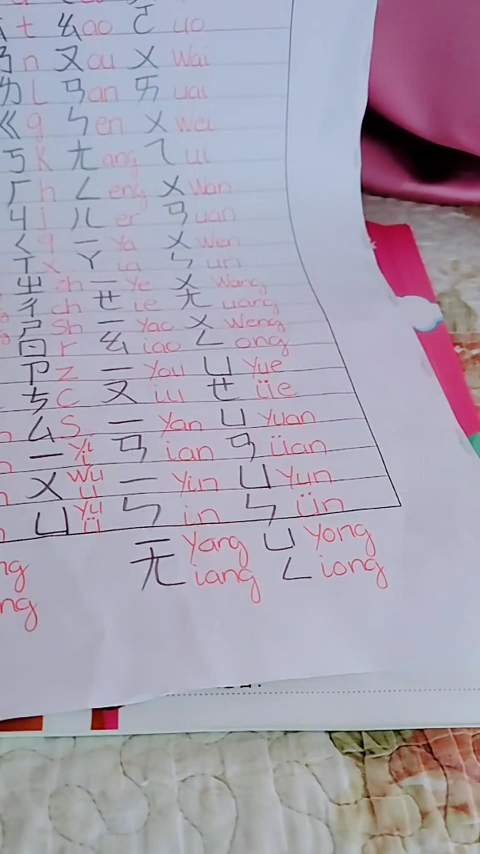 t ㄠ ao ㄛ uo
ㄋ n ㄡ ou ㄨ Wai
ㄌ l ㄢ an ㄞ uai
ㄍ g ㄣ en ㄨ Wei
ㄎ k ㄤ ang ㄟ ui
ㄏ h ㄥ eng ㄨ Wan
ㄐ j ㄦ er ㄢ uan
ㄑ q ㄧ Ya ㄨ Wen
ㄒ x ㄚ ia ㄣ un
ㄓ zh ㄧ Ye ㄨ Wang
ㄔ ch ㄝ ie ㄤ uang
ㄕ sh ㄧ Yao ㄨ Weng
ㄖ r ㄠ iao ㄥ ong
ㄗ z ㄧ You ㄩ Yue
ㄘ c ㄡ iu ㄝ üe
ㄙ s ㄧ Yan ㄩ Yuan
ㄧ Yi i ㄢ ian ㄢ üan
ㄨ Wu u ㄧ Yin ㄩ Yun
ㄩ Yu ü ㄣ in ㄣ ün
ㄧ Yang ㄩ Yong
ng ㄤ iang ㄥ iong
ng